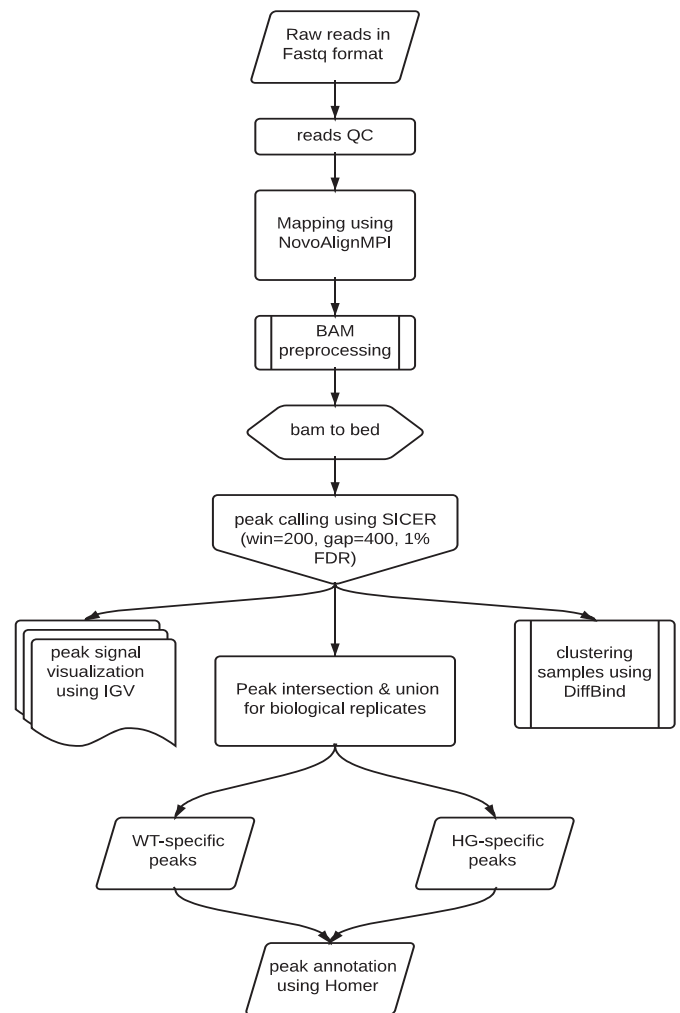 Raw reads in
Fastq format
reads QC
Mapping using
NovoAlignMPI
BAM
preprocessing
bam to bed
peak calling using SICER
(win=200, gap=400, 1%
FDR)
peak signal
visualization
using IGV
Peak intersection & union
for biological replicates
clustering
samples using
DiffBind
WT-specific
peaks
HG-specific
peaks
peak annotation
using Homer